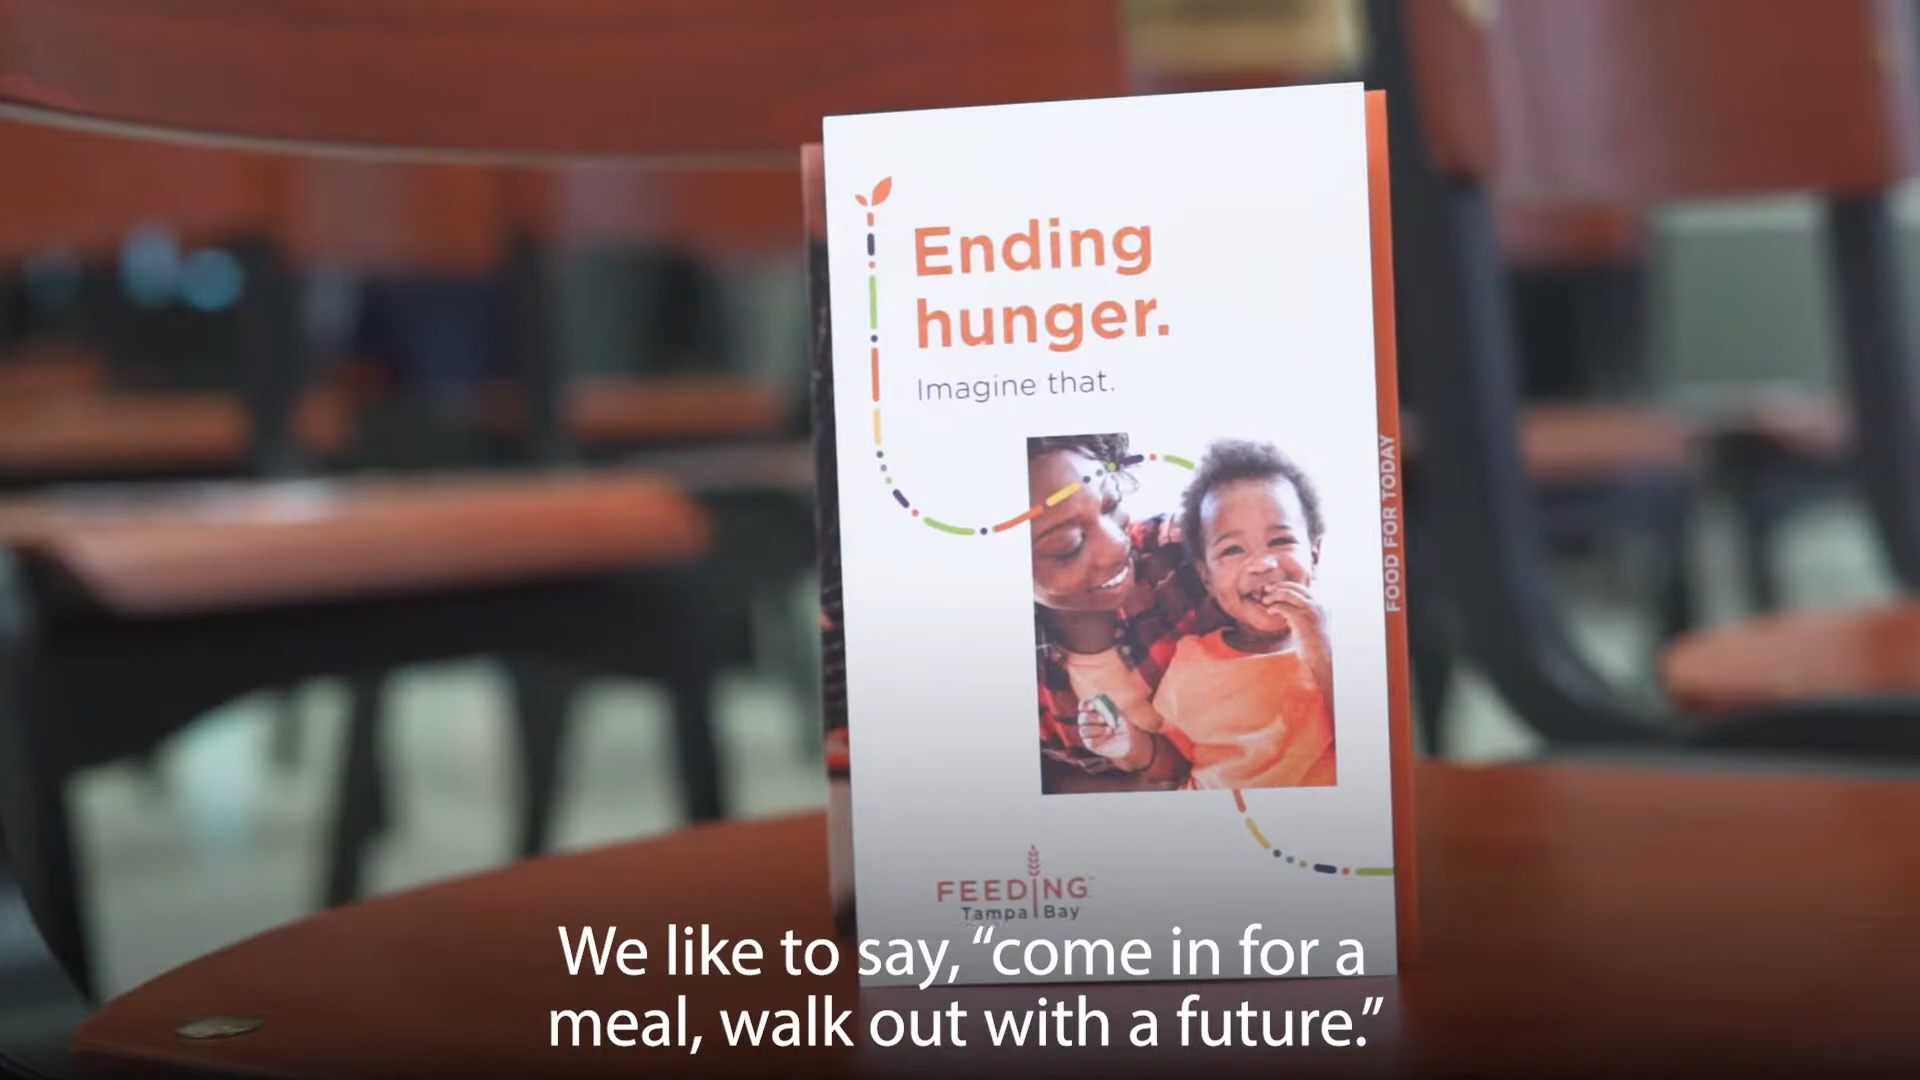 Ending
hunger.
Imagine that.
FOOD FOR TODAY
FEEDING™
Tampa Bay
We like to say, “come in for a
meal, walk out with a future.”